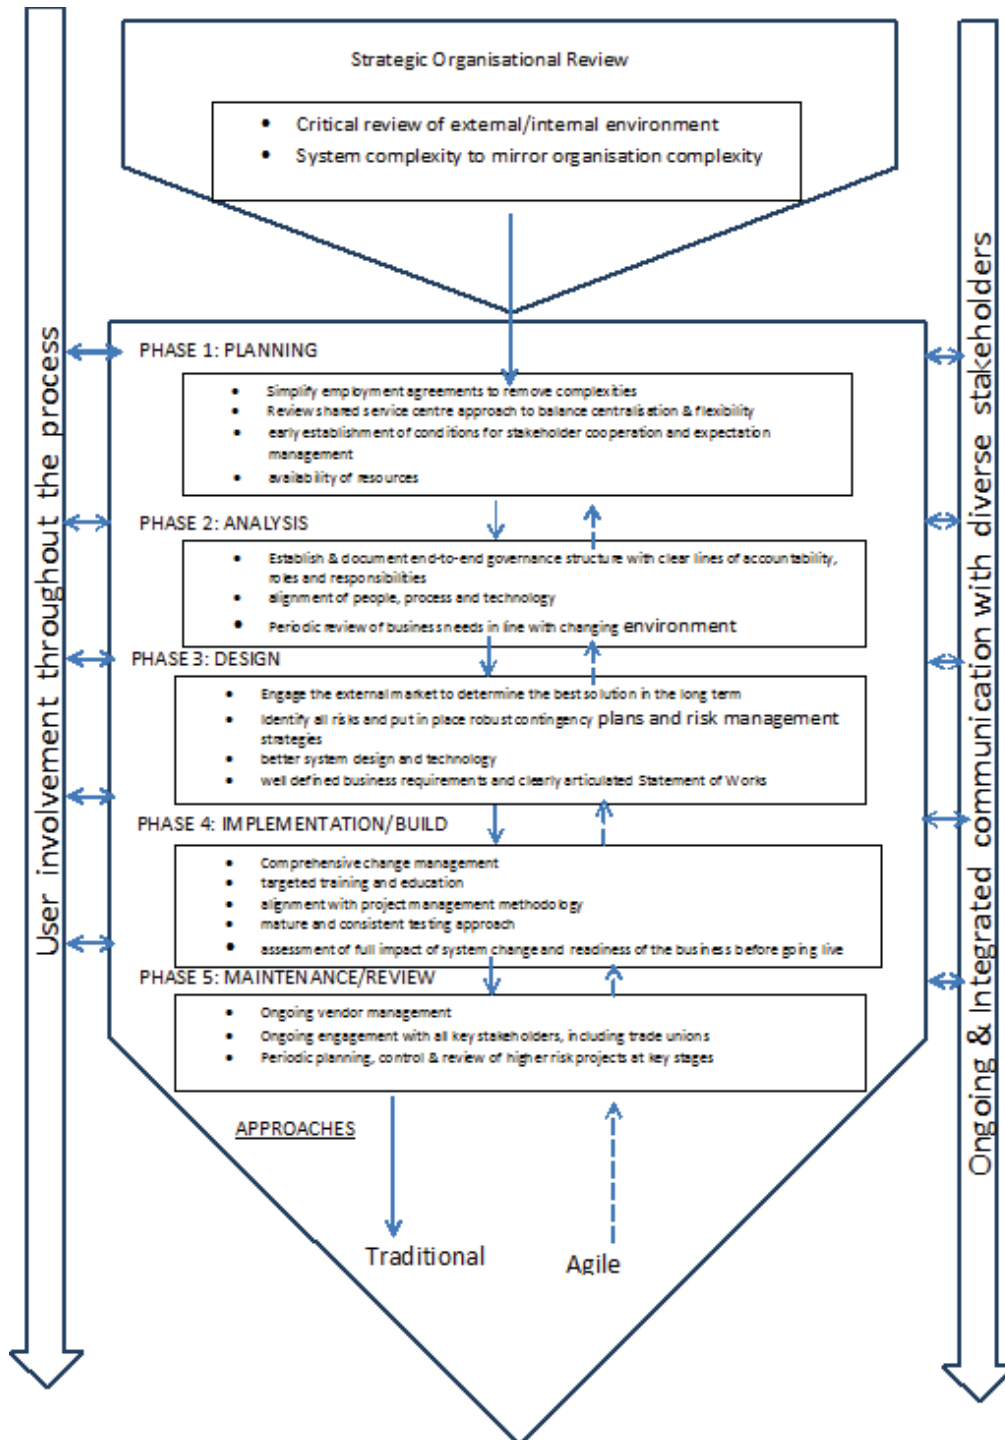 Strategic Organisational Review
• Critical review of external/internal environment
• System complexity to mirror organisation complexity
User involvement throughout the process
Ongoing & Integrated communication with diverse stakeholders
PHASE 1: PLANNING
• Simplify employment agreements to remove complexities
• Review shared service centre approach to balance centralisation & flexibility
• early establishment of conditions for stakeholder cooperation and expectation
management
• availability of resources
PHASE 2: ANALYSIS
• Establish & document end-to-end governance structure with clear lines of accountability,
roles and responsibilities
• alignment of people, process and technology
• Periodic review of business needs in line with changing environment
PHASE 3: DESIGN
• Engage the external market to determine the best solution in the long term
• Identify all risks and put in place robust contingency plans and risk management
strategies
• better system design and technology
• well defined business requirements and clearly articulated Statement of Works
PHASE 4: IMPLEMENTATION/BUILD
• Comprehensive change management
• targeted training and education
• alignment with project management methodology
• mature and consistent testing approach
• assessment of full impact of system change and readiness of the business before going live
PHASE 5: MAINTENANCE/REVIEW
• Ongoing vendor management
• Ongoing engagement with all key stakeholders, including trade unions
• Periodic planning, control & review of higher risk projects at key stages
APPROACHES
Traditional
Agile